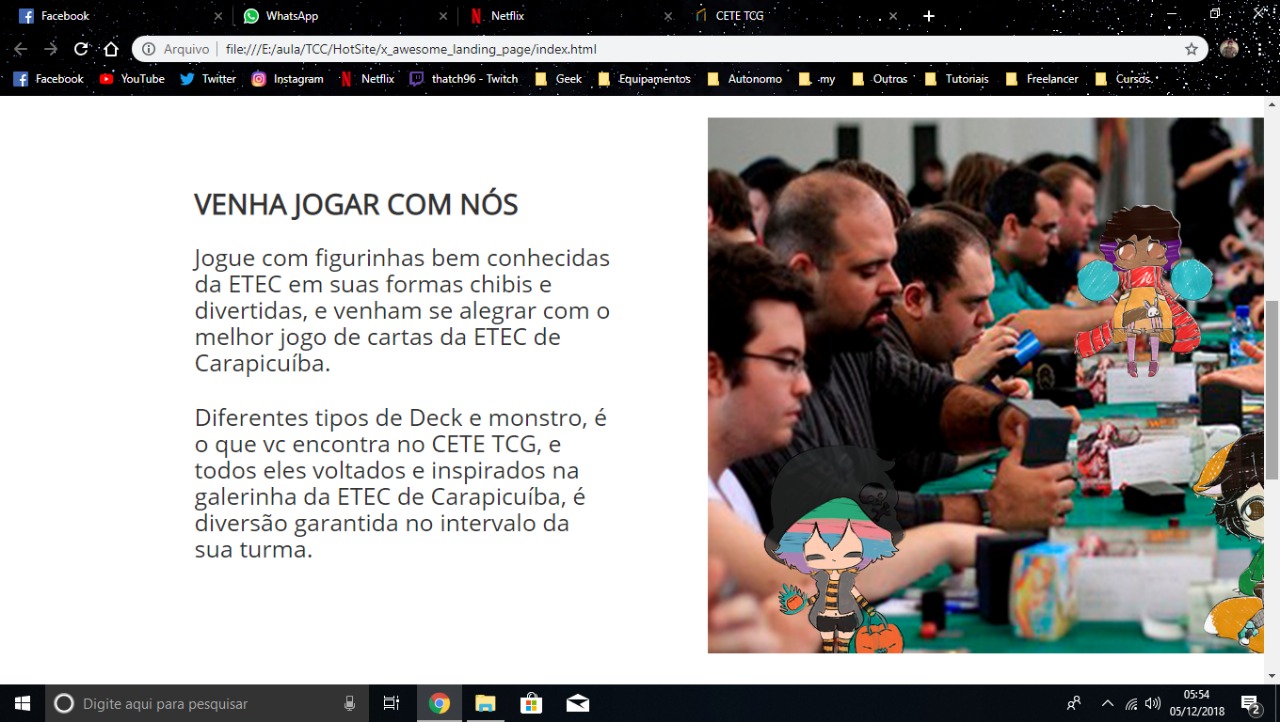 Facebook
WhatsApp
Netflix
CETE TCG
Arquivo
file:///E:/aula/TCC/HotSite/x_awesome_landing_page/index.html
Facebook
YouTube
Twitter
Instagram
Netflix
thatch96 - Twitch
Geek
Equipamentos
Autonomo
my
Outros
Tutoriais
Freelancer
Cursos
VENHA JOGAR COM NÓS
Jogue com figurinhas bem conhecidas
da ETEC em suas formas chibis e
divertidas, e venham se alegrar com o
melhor jogo de cartas da ETEC de
Carapicuíba.
Diferentes tipos de Deck e monstro, é
o que vc encontra no CETE TCG, e
todos eles voltados e inspirados na
galerinha da ETEC de Carapicuíba, é
diversão garantida no intervalo da
sua turma.
Digite aqui para pesquisar
05:54
05/12/2018
2